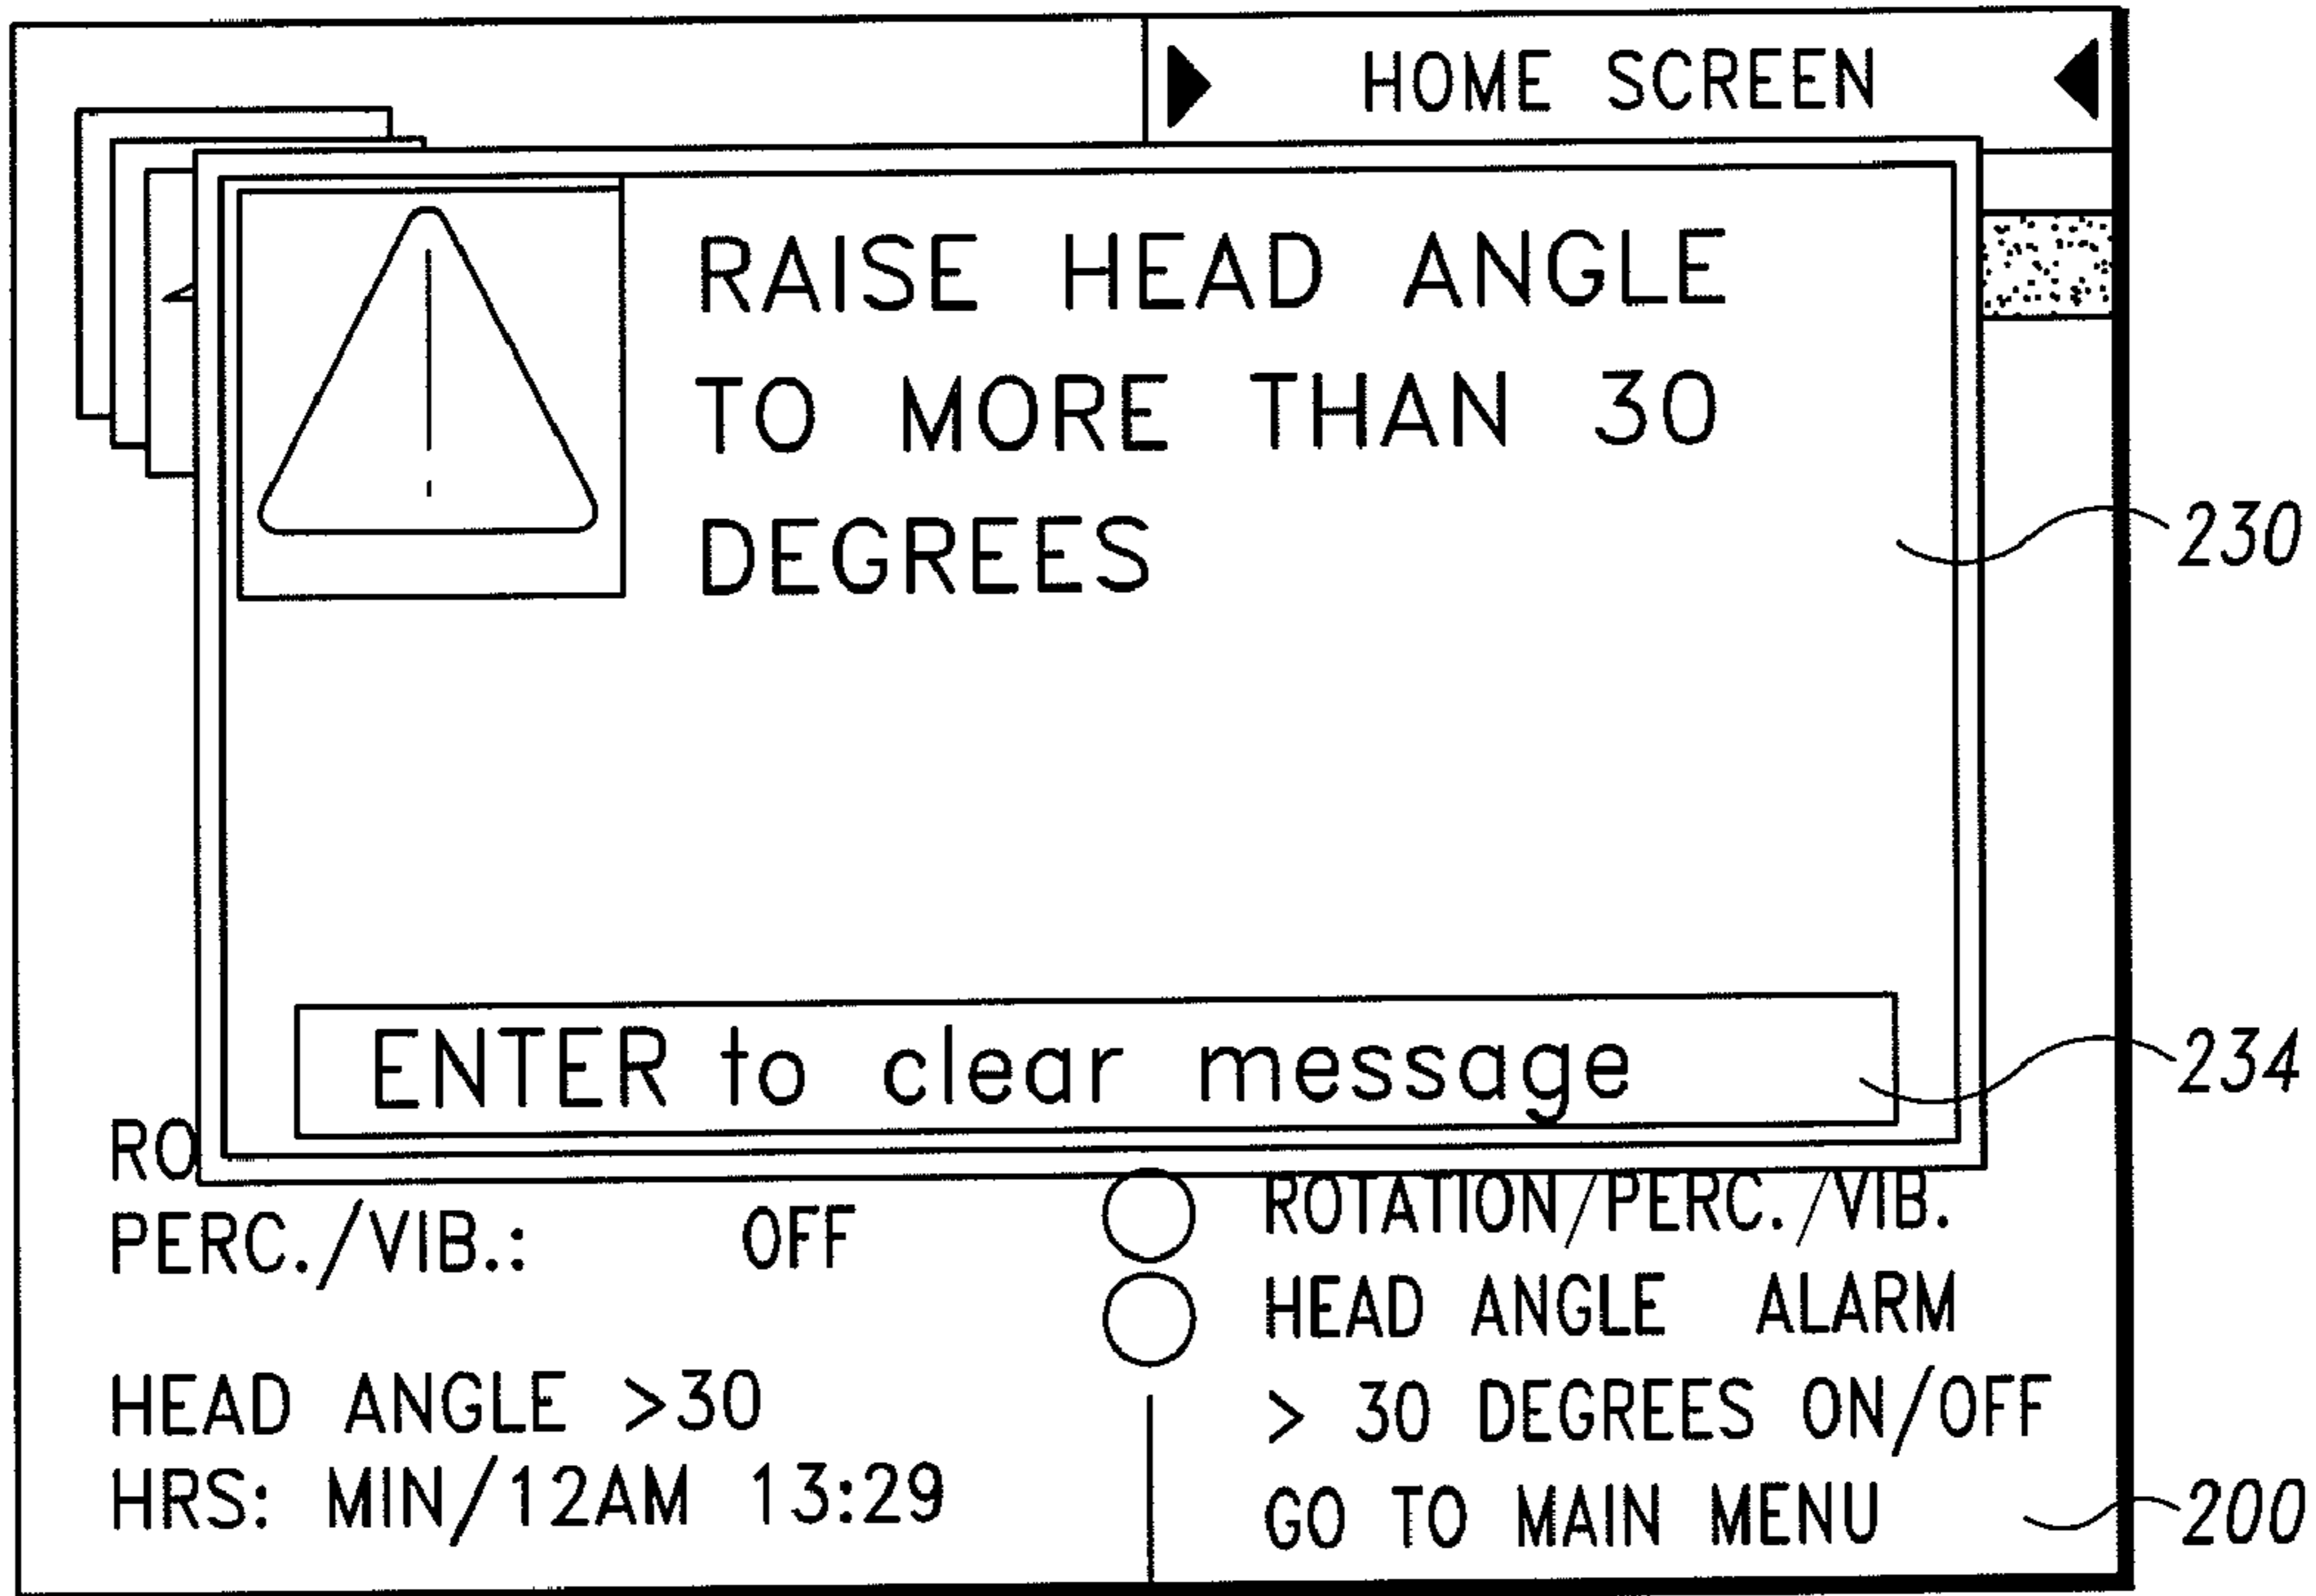 HOME SCREEN
RAISE HEAD ANGLE
TO MORE THAN 30
DEGREES
230
ENTER to clear message
234
RO
PERC./VIB.: OFF
HEAD ANGLE >30
HRS: MIN/12AM 13:29
ROTATION/PERC./VIB.
HEAD ANGLE ALARM
> 30 DEGREES ON/OFF
GO TO MAIN MENU
200